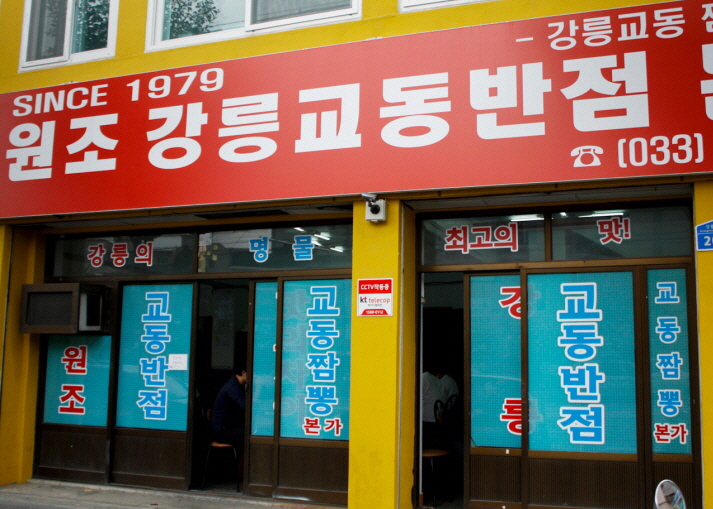 - 강릉교동
SINCE 1979
원조 강릉교동반점
☎ (033)
강릉의 명물
최고의 맛!
CCTV작동중
kt telecop
원조
교동반점
교동짬뽕
본가
강
릉
교동반점
교동짬뽕
본가